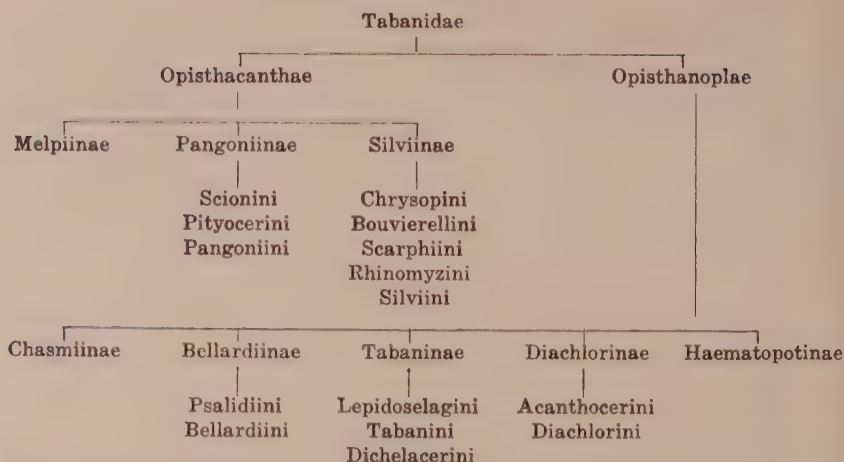 Tabanidae
Opisthacanthae Opisthanoplae
Melpiinae Pangoniinae Silviinae
Scionini Chrysopini
Pityocerini Bouvierellini
Pangoniini Scarphiini
Rhinomyzini
Silviini
Chasmiinae Bellardiinae Tabaninae Diachlorinae Haematopotinae
Psalidiini Lepidoselagini Acanthocerini
Bellardiini Tabanini Diachlorini
Dichelacerini